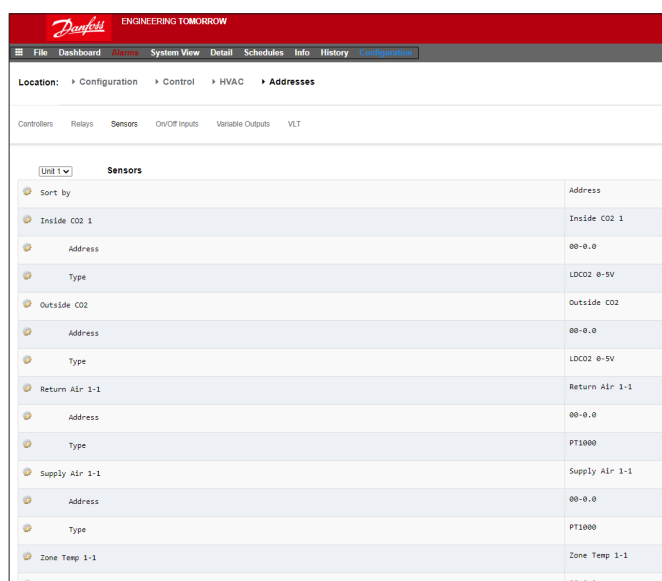 Danfoss ENGINEERING TOMORROW
File Dashboard Alarms System View Detail Schedules Info History Configuration
Location: Configuration Control HVAC Addresses
Controllers Relays Sensors On/Off Inputs Variable Outputs VLT
Unit 1 Sensors
Sort by Address
Inside CO2 1 Inside CO2 1
Address 00-0.0
Type LDCO2 0-5V
Outside CO2 Outside CO2
Address 00-0.0
Type LDCO2 0-5V
Return Air 1-1 Return Air 1-1
Address 00-0.0
Type PT1000
Supply Air 1-1 Supply Air 1-1
Address 00-0.0
Type PT1000
Zone Temp 1-1 Zone Temp 1-1